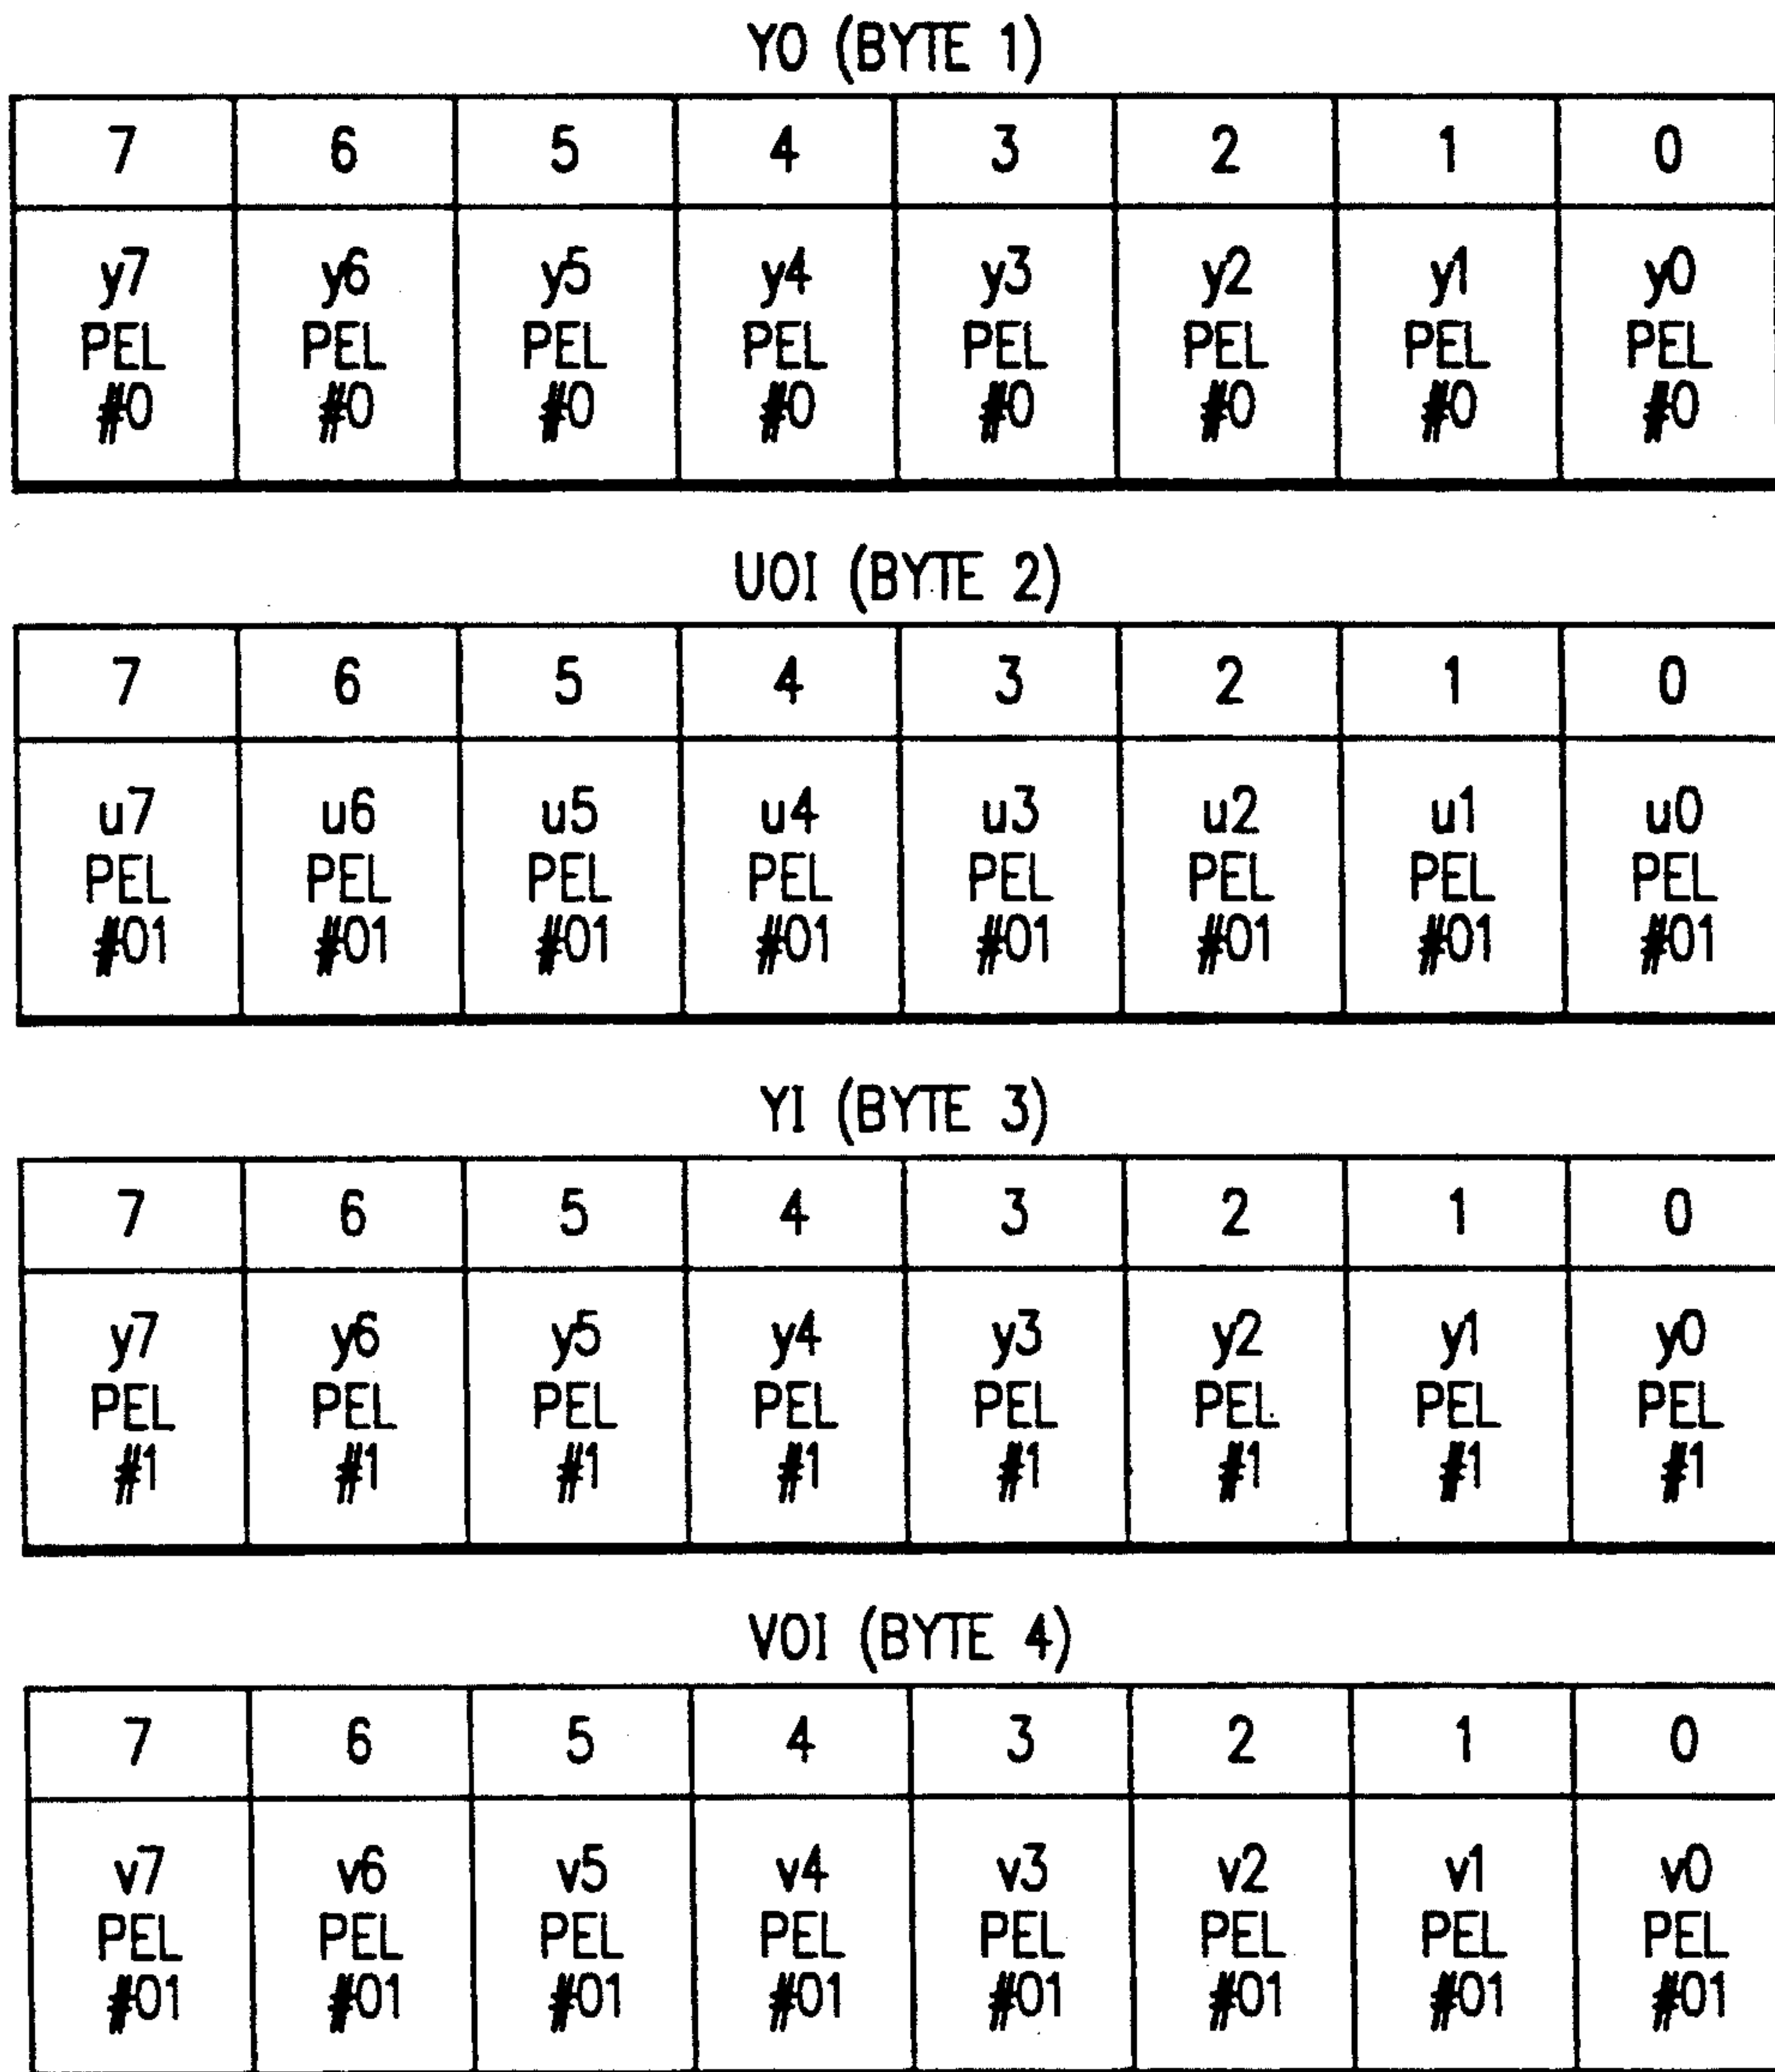 YO (BYTE 1)
7 6 5 4 3 2 1 0
y7 y6 y5 y4 y3 y2 y1 y0
PEL PEL PEL PEL PEL PEL PEL PEL
#0 #0 #0 #0 #0 #0 #0 #0
UOI (BYTE 2)
7 6 5 4 3 2 1 0
u7 u6 u5 u4 u3 u2 u1 u0
PEL PEL PEL PEL PEL PEL PEL PEL
#01 #01 #01 #01 #01 #01 #01 #01
YI (BYTE 3)
7 6 5 4 3 2 1 0
y7 y6 y5 y4 y3 y2 y1 y0
PEL PEL PEL PEL PEL PEL PEL PEL
#1 #1 #1 #1 #1 #1 #1 #1
VOI (BYTE 4)
7 6 5 4 3 2 1 0
v7 v6 v5 v4 v3 v2 v1 v0
PEL PEL PEL PEL PEL PEL PEL PEL
#01 #01 #01 #01 #01 #01 #01 #01